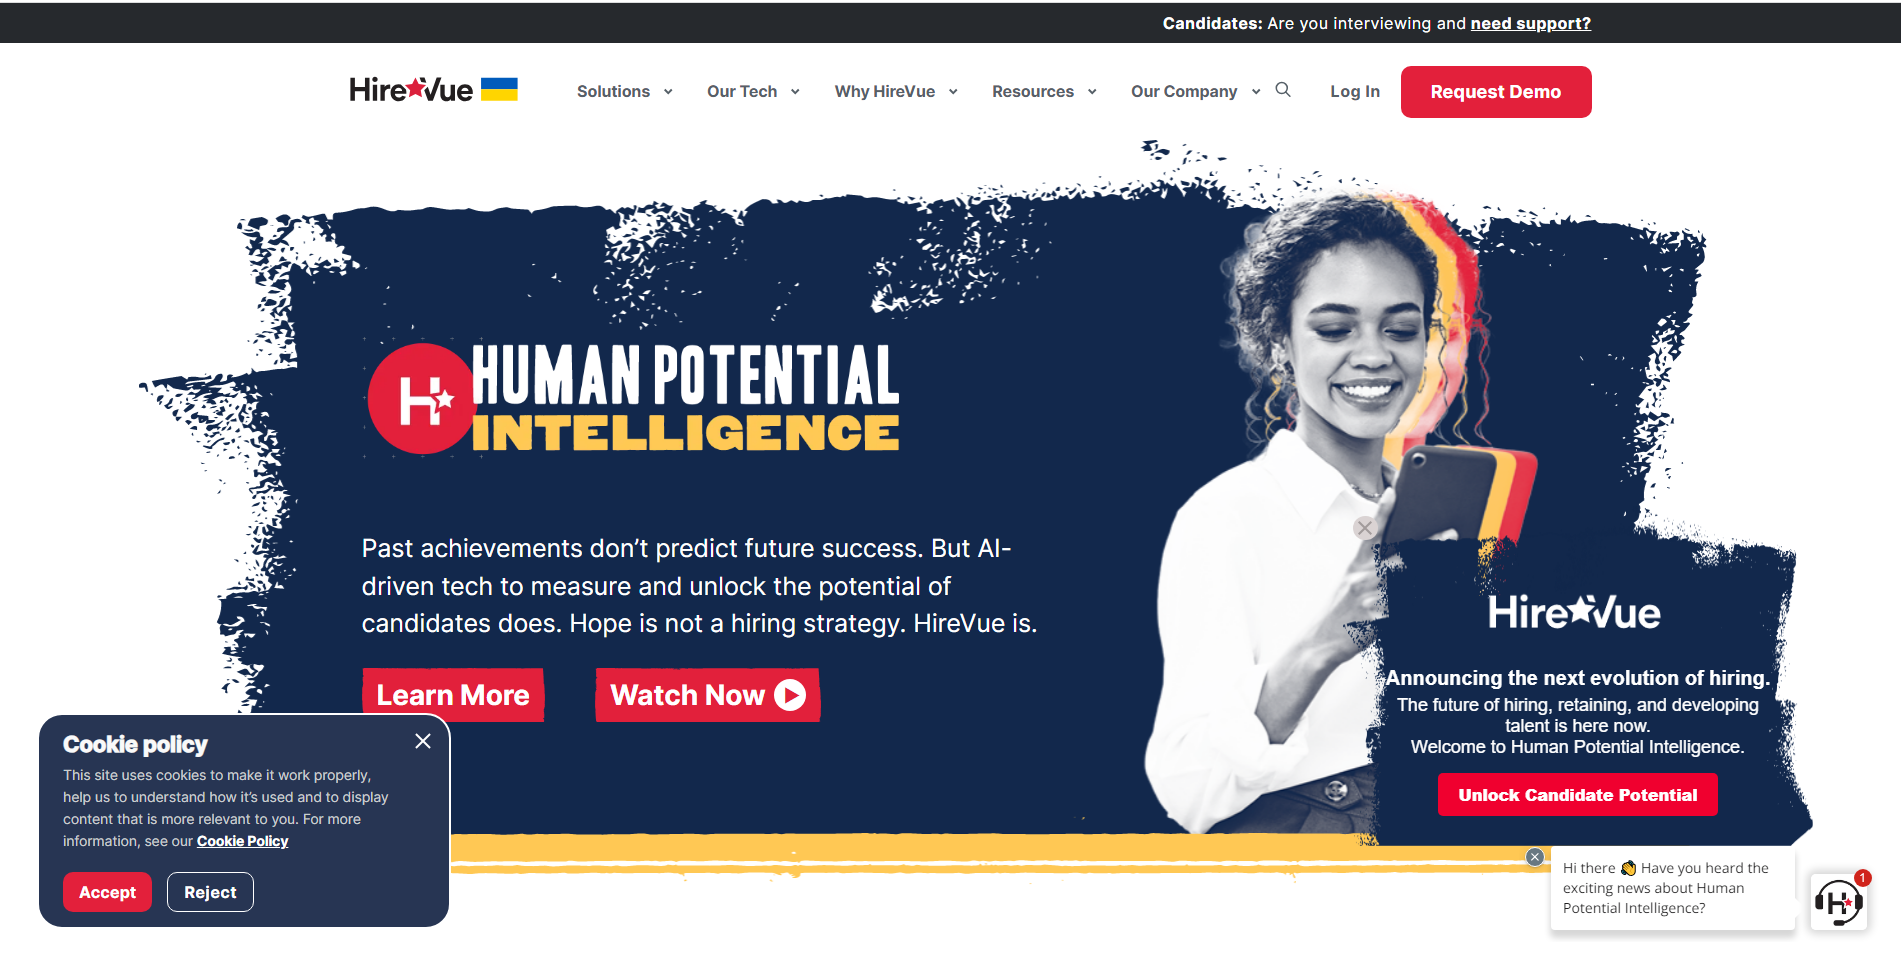 Candidates: Are you interviewing and need support?
HireVue
Solutions
Our Tech
Why HireVue
Resources
Our Company
Log In
Request Demo
H
HUMAN POTENTIAL
INTELLIGENCE
Past achievements don’t predict future success. But AI-
driven tech to measure and unlock the potential of
candidates does. Hope is not a hiring strategy. HireVue is.
Learn More
Watch Now
HireVue
Announcing the next evolution of hiring.
The future of hiring, retaining, and developing
talent is here now.
Welcome to Human Potential Intelligence.
Unlock Candidate Potential
Cookie policy
This site uses cookies to make it work properly,
help us to understand how it’s used and to display
content that is more relevant to you. For more
information, see our Cookie Policy
Accept
Reject
Hi there 👏 Have you heard the
exciting news about Human
Potential Intelligence?
H
1